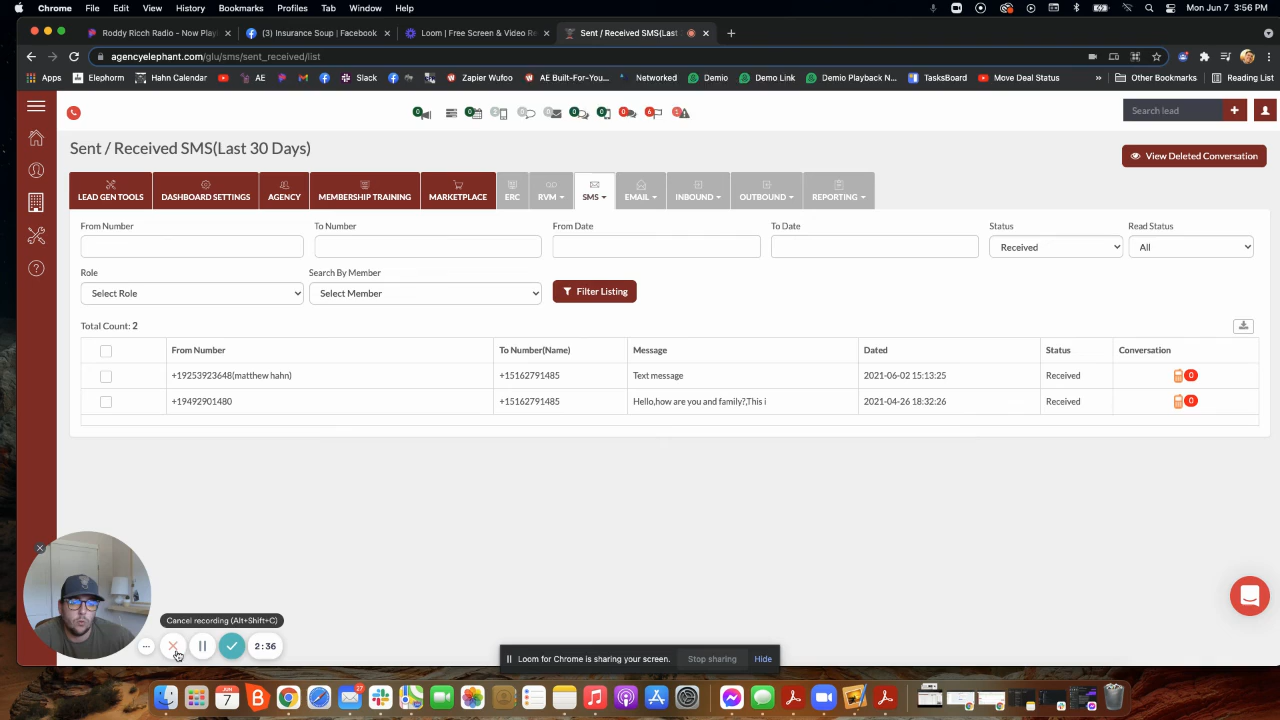 Chrome File Edit View History Bookmarks Profiles Tab Window Help Mon Jun 7 3:56 PM
Roddy Ricch Radio - Now Play (3) Insurance Soup | Facebook Loom | Free Screen & Video Re Sent / Received SMS(Last
agencyelephant.com/glu/sms/sent_received/list
Apps Elephorm Hahn Calendar AE Gmail Slack Zapier Wufoo AE Built-For-You... Networked Demio Demo Link Demio Playback N... TasksBoard Move Deal Status » Other Bookmarks Reading List
Search lead
Sent / Received SMS(Last 30 Days)
View Deleted Conversation
LEAD GEN TOOLS DASHBOARD SETTINGS AGENCY MEMBERSHIP TRAINING MARKETPLACE ERC RVM SMS EMAIL INBOUND OUTBOUND REPORTING
From Number To Number From Date To Date Status Read Status
Received All
Role Search By Member
Select Role Select Member Filter Listing
Total Count: 2
From Number To Number(Name) Message Dated Status Conversation
+19253923648(matthew hahn) +15162791485 Text message 2021-06-02 15:13:25 Received 0
+19492901480 +15162791485 Hello,how are you and family?,This i 2021-04-26 18:32:26 Received 0
Cancel recording (Alt+Shift+C)
2:36
Loom for Chrome is sharing your screen. Stop sharing Hide